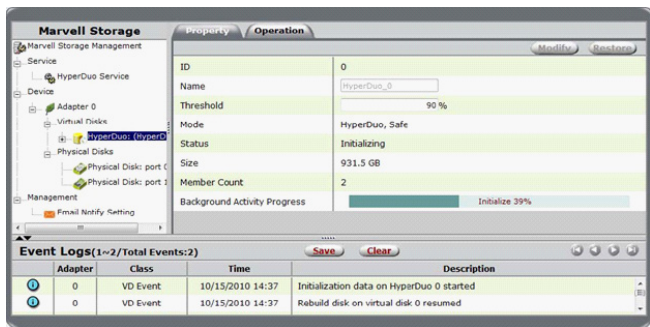 Marvell Storage
Property
Operation
Marvell Storage Management
Modify
Restore
Service
HyperDuo Service
Device
Adapter 0
Virtual Disks
HyperDuo: (HyperD
Physical Disks
Physical Disk: port 0
Physical Disk: port 1
Management
Email Notify Setting
ID 0
Name HyperDuo_0
Threshold 90 %
Mode HyperDuo, Safe
Status Initializing
Size 931.5 GB
Member Count 2
Background Activity Progress Initialize 39%
Event Logs(1~2/Total Events:2)
Save
Clear
Adapter Class Time Description
0 VD Event 10/15/2010 14:37 Initialization data on HyperDuo 0 started
0 VD Event 10/15/2010 14:37 Rebuild disk on virtual disk 0 resumed